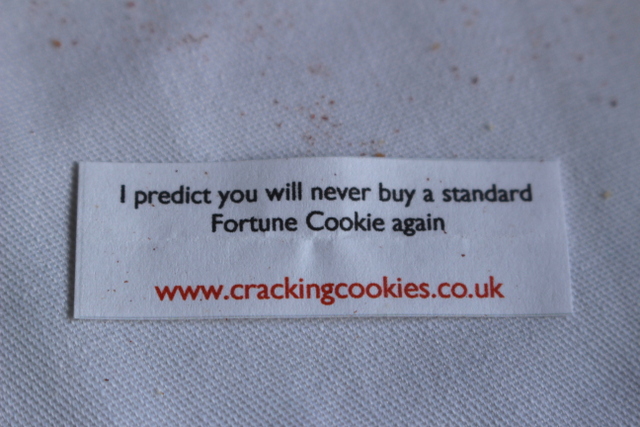 I predict you will never buy a standard
Fortune Cookie again
www.crackingcookies.co.uk